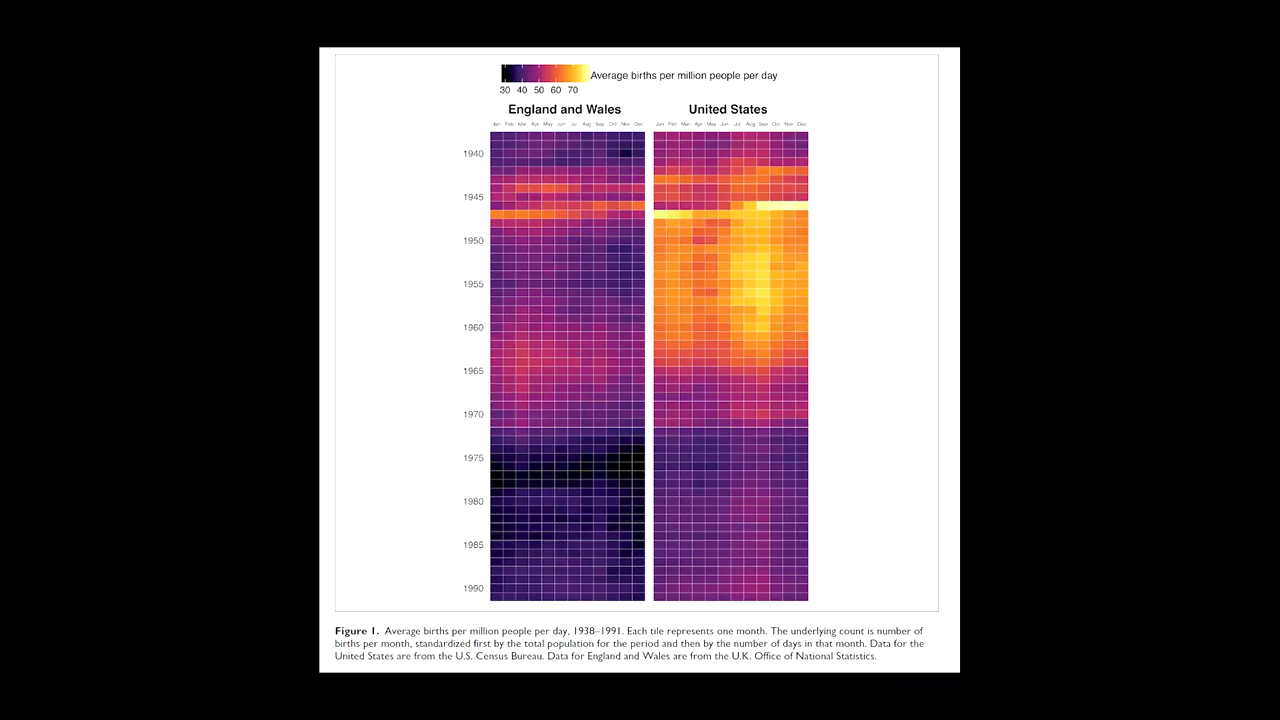 Average births per million people per day
30 40 50 60 70
England and Wales
United States
Jan Feb Mar Apr May Jun Jul Aug Sep Oct Nov Dec
Jan Feb Mar Apr May Jun Jul Aug Sep Oct Nov Dec
1940
1945
1950
1955
1960
1965
1970
1975
1980
1985
1990
Figure 1. Average births per million people per day, 1938–1991. Each tile represents one month. The underlying count is number of
births per month, standardized first by the total population for the period and then by the number of days in that month. Data for the
United States are from the U.S. Census Bureau. Data for England and Wales are from the U.K. Office of National Statistics.